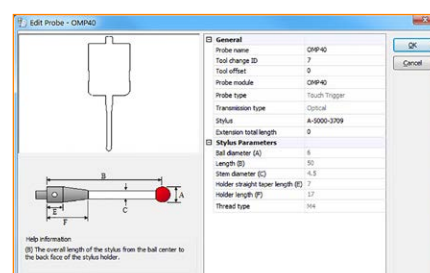 Edit Probe - OMP40
General
Probe name OMP40
Tool change ID 7
Tool offset 0
Probe module OMP40
Probe type Touch Trigger
Transmission type Optical
Stylus A-5000-3709
Extension total length 0
Stylus Parameters
Ball diameter (A) 6
Length (B) 50
Stem diameter (C) 4.5
Holder straight taper length (E) 7
Holder length (F) 17
Thread type M4
OK
Cancel
B
A
C
E
F
Help information
(B) The overall length of the stylus from the ball center to
the back face of the stylus holder.